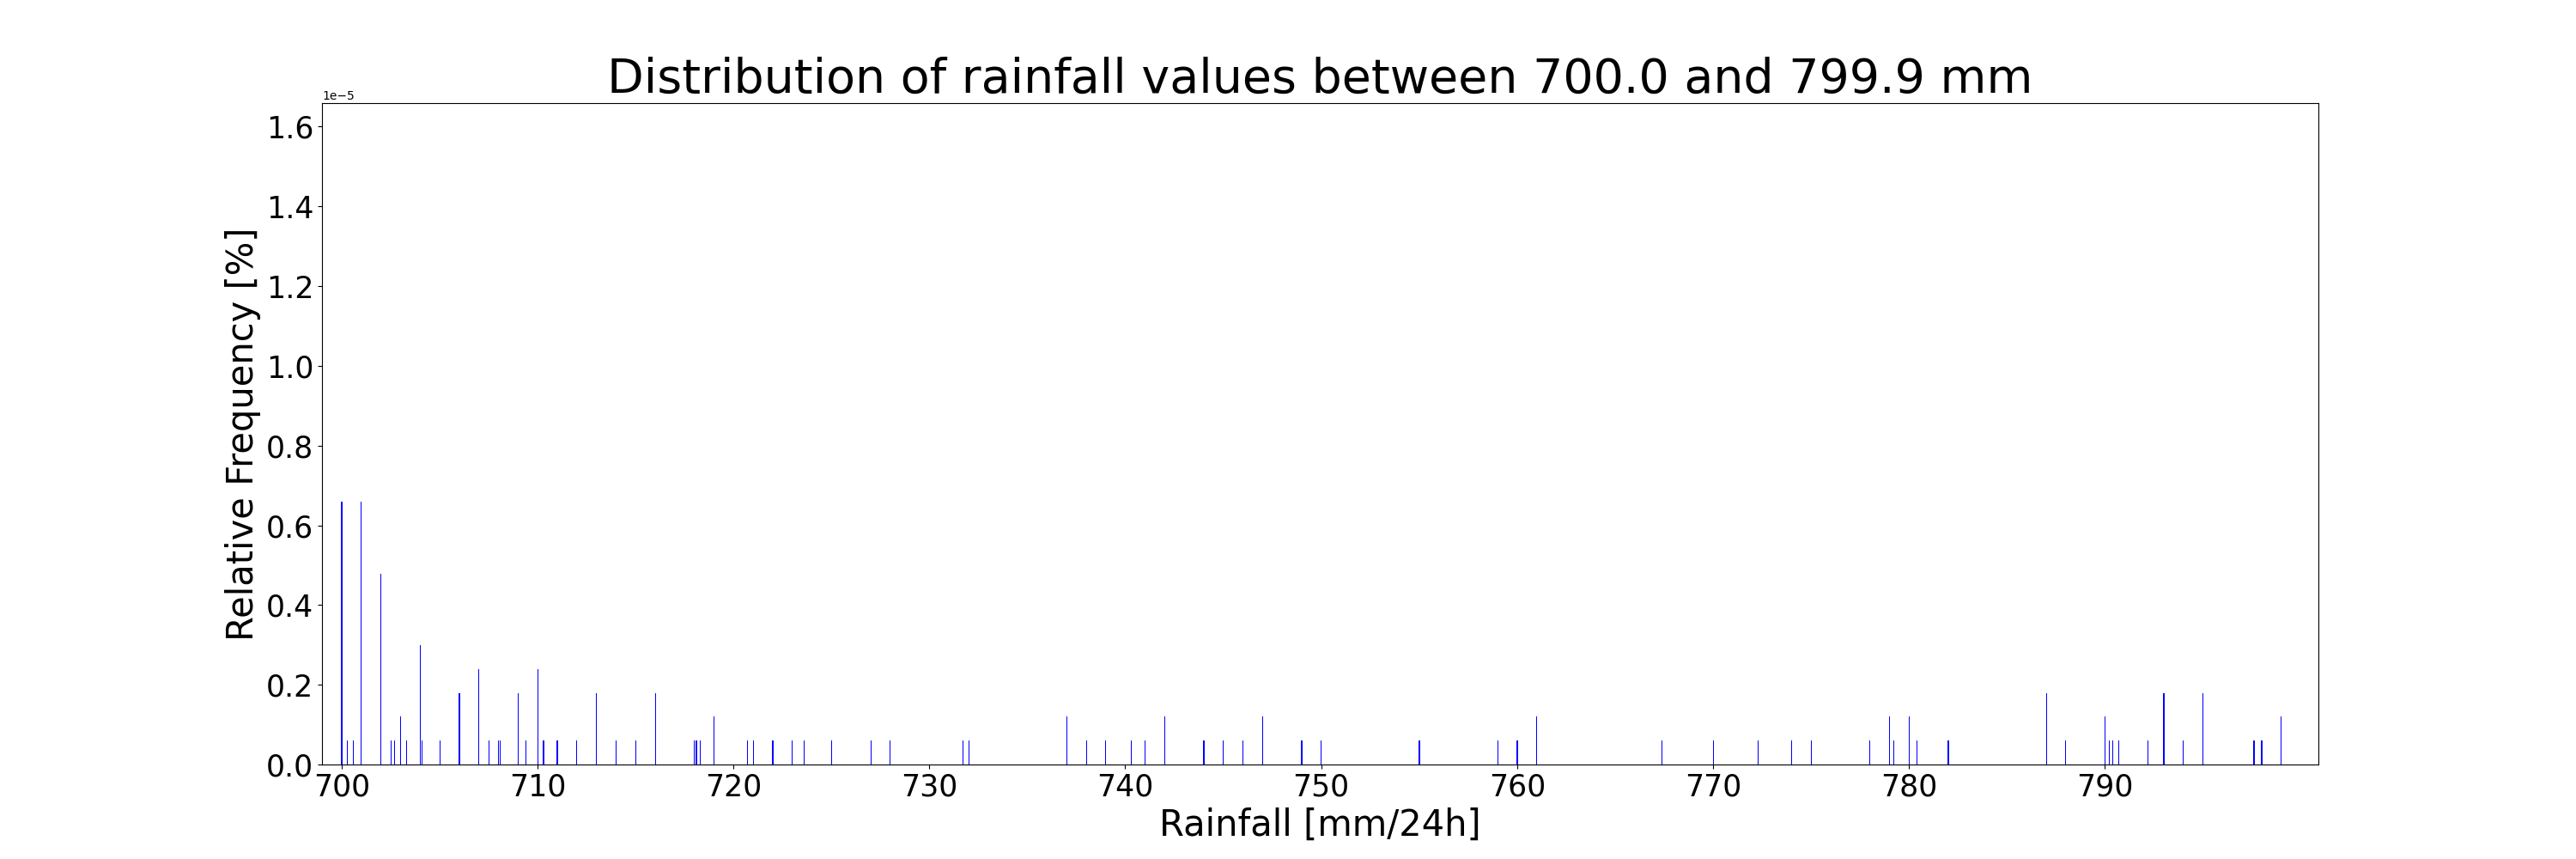 Distribution of rainfall values between 700.0 and 799.9 mm
1e−5
1.6
1.4
1.2
1.0
0.8
0.6
0.4
0.2
0.0
Relative Frequency [%]
700 710 720 730 740 750 760 770 780 790
Rainfall [mm/24h]